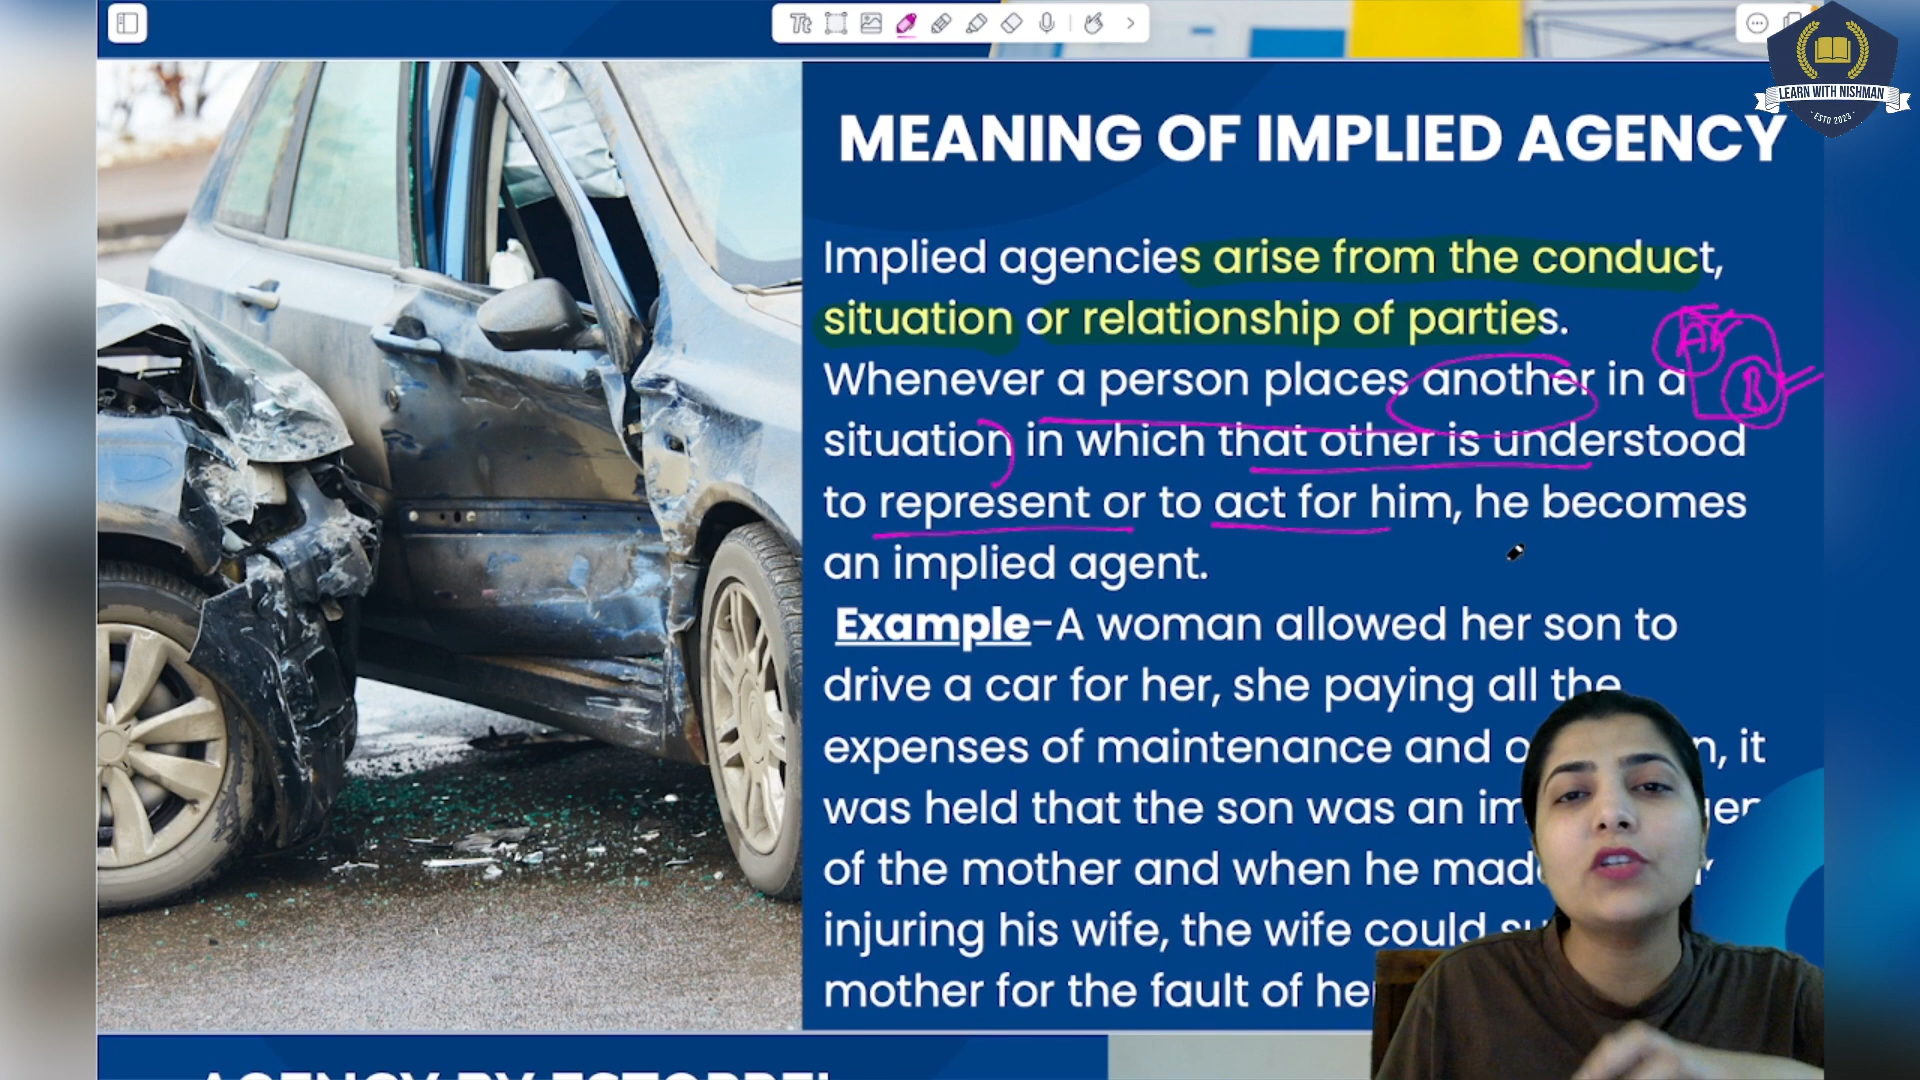 LEARN WITH NISHMAN
ESTD 2023
MEANING OF IMPLIED AGENCY
Implied agencies arise from the conduct,
situation or relationship of parties.
Whenever a person places another in a
situation in which that other is understood
to represent or to act for him, he becomes
an implied agent.
Example-A woman allowed her son to
drive a car for her, she paying all the
expenses of maintenance and it
was held that the son was an
of the mother and when he
injuring his wife, the wife could
mother for the fault of
Tt
B